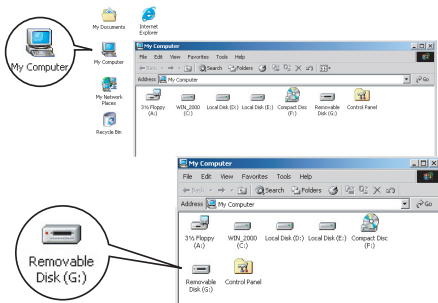 My Documents
Internet
Explorer
My Computer
My Computer
My Network
Places
Recycle Bin
My Computer
File Edit View Favorites Tools Help
Back Search Folders
Address My Computer Go
3½ Floppy
(A:)
WIN_2000
(C:)
Local Disk (D:)
Local Disk (E:)
Compact Disc
(F:)
Removable
Disk (G:)
Control Panel
My Computer
File Edit View Favorites Tools Help
Back Search Folders
Address My Computer Go
3½ Floppy
(A:)
WIN_2000
(C:)
Local Disk (D:)
Local Disk (E:)
Compact Disc
(F:)
Removable
Disk (G:)
Control Panel
Removable
Disk (G:)